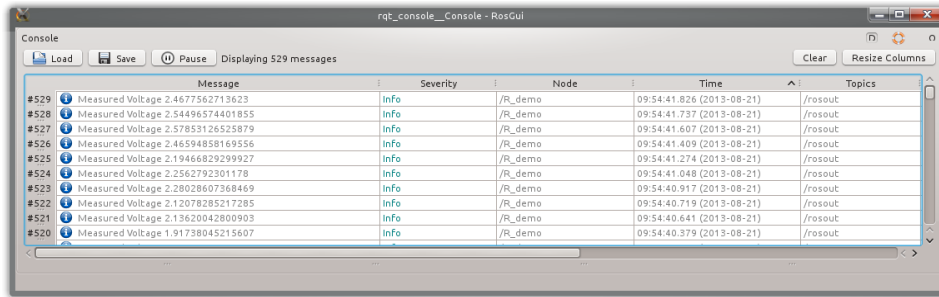 rqt_console__Console - RosGui
Console
D
Load Save Pause Displaying 529 messages Clear Resize Columns
Message Severity Node Time Topics
#529 Measured Voltage 2.4677562713623 Info /R_demo 09:54:41.826 (2013-08-21) /rosout
#528 Measured Voltage 2.54496574401855 Info /R_demo 09:54:41.737 (2013-08-21) /rosout
#527 Measured Voltage 2.57853126525879 Info /R_demo 09:54:41.607 (2013-08-21) /rosout
#526 Measured Voltage 2.46594858169556 Info /R_demo 09:54:41.409 (2013-08-21) /rosout
#525 Measured Voltage 2.19466829299927 Info /R_demo 09:54:41.274 (2013-08-21) /rosout
#524 Measured Voltage 2.2562792301178 Info /R_demo 09:54:41.048 (2013-08-21) /rosout
#523 Measured Voltage 2.28028607368469 Info /R_demo 09:54:40.917 (2013-08-21) /rosout
#522 Measured Voltage 2.12078285217285 Info /R_demo 09:54:40.719 (2013-08-21) /rosout
#521 Measured Voltage 2.13620042800903 Info /R_demo 09:54:40.641 (2013-08-21) /rosout
#520 Measured Voltage 1.91738045215607 Info /R_demo 09:54:40.379 (2013-08-21) /rosout